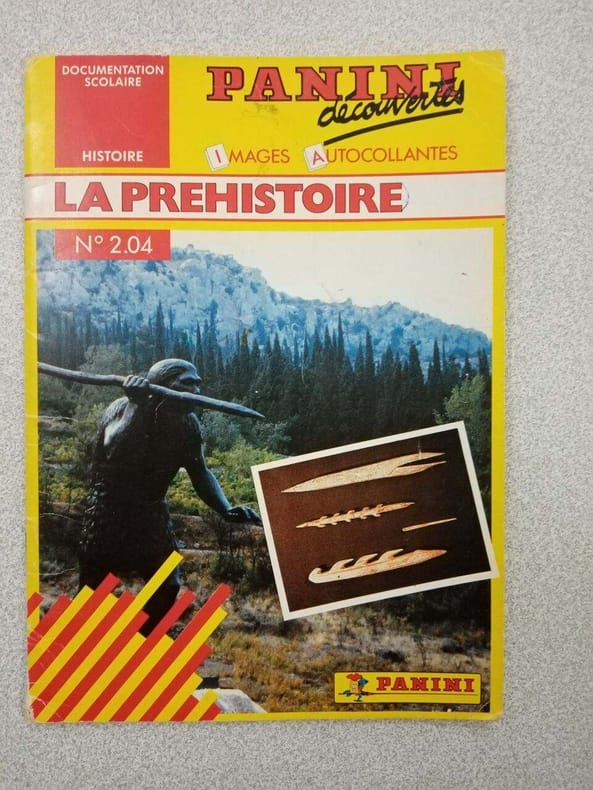 DOCUMENTATION
SCOLAIRE
HISTOIRE
PANINI
découvertes
IMAGES AUTOCOLLANTES
LA PREHISTOIRE
N° 2.04
PANINI